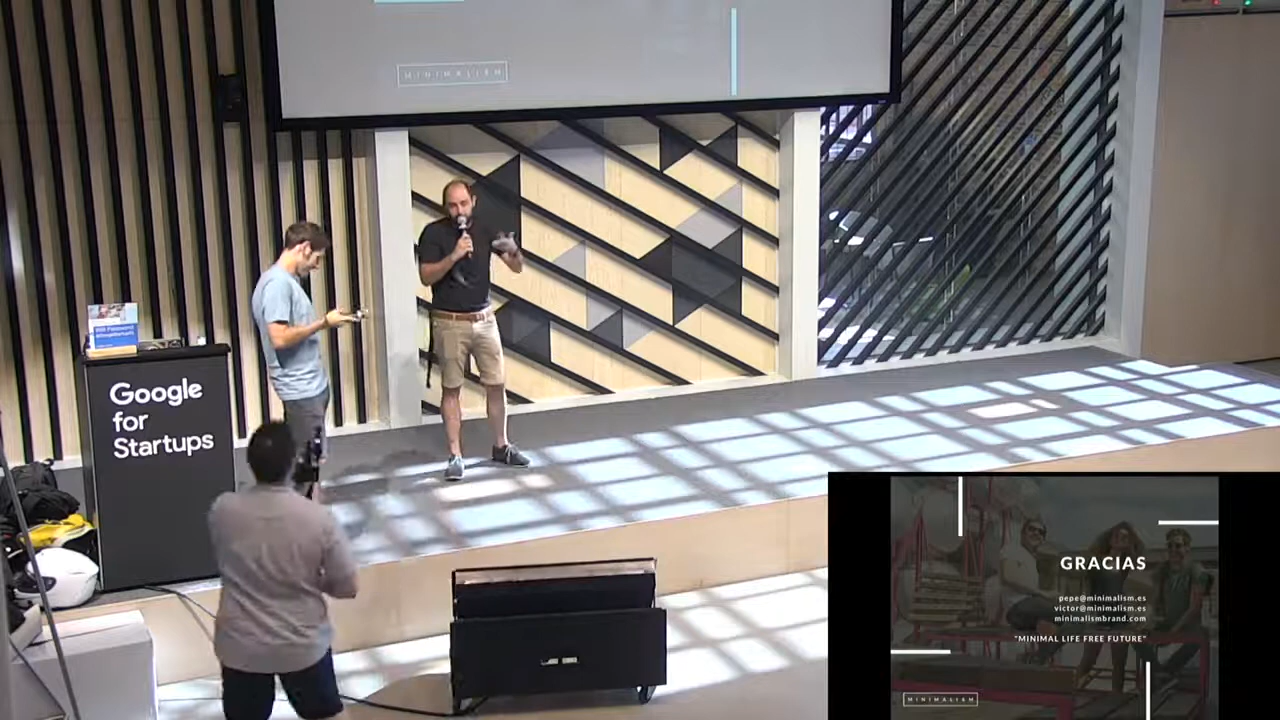 MINIMALISM
Google
for
Startups
GRACIAS
pepe@minimalism.es
victor@minimalism.es
minimalismbrand.com
"MINIMAL LIFE FREE FUTURE"
MINIMALISM